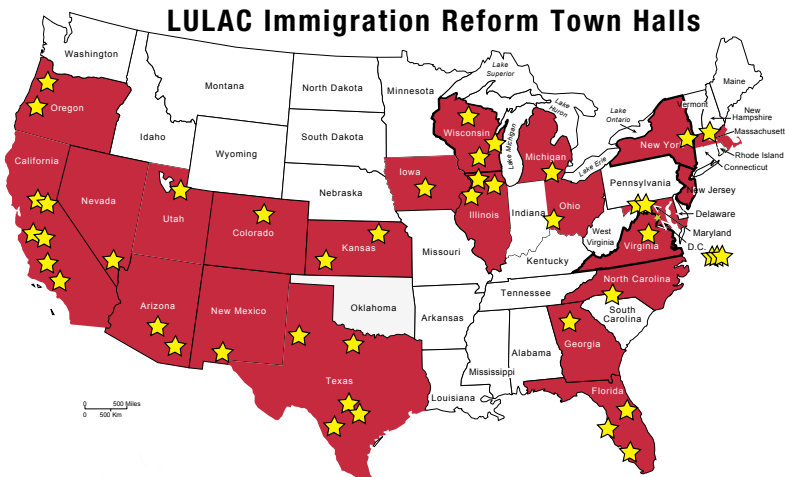 LULAC Immigration Reform Town Halls
Washington
Lake
Superior
Maine
Montana
North Dakota
Minnesota
Vermont
New
Hampshire
Oregon
Lake
Huron
Lake
Ontario
Massachusett
Wisconsin
Lake Michigan
Idaho
South Dakota
New York
Rhode Island
Connecticut
California
Wyoming
Michigan
Lake Erie
Pennsylvania
New Jersey
Nevada
Iowa
Nebraska
Utah
Illinois
Indiana
Ohio
Delaware
Colorado
Kansas
Missouri
West
Virginia
Virginia
Maryland
D.C.
Kentucky
North Carolina
Arizona
New Mexico
Oklahoma
Tennessee
Arkansas
South
Carolina
Georgia
Alabama
Mississippi
Texas
Louisiana
Florida
0 500 Miles
0 500 Km